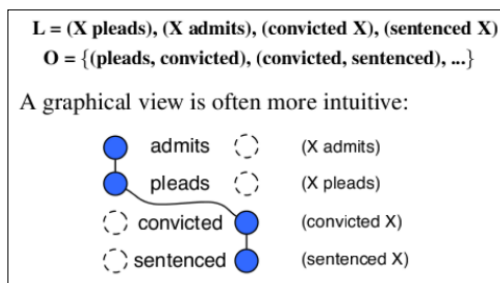 L = (X pleads), (X admits), (convicted X), (sentenced X)
O = {(pleads, convicted), (convicted, sentenced), ...}
A graphical view is often more intuitive:
admits (X admits)
pleads (X pleads)
convicted (convicted X)
sentenced (sentenced X)